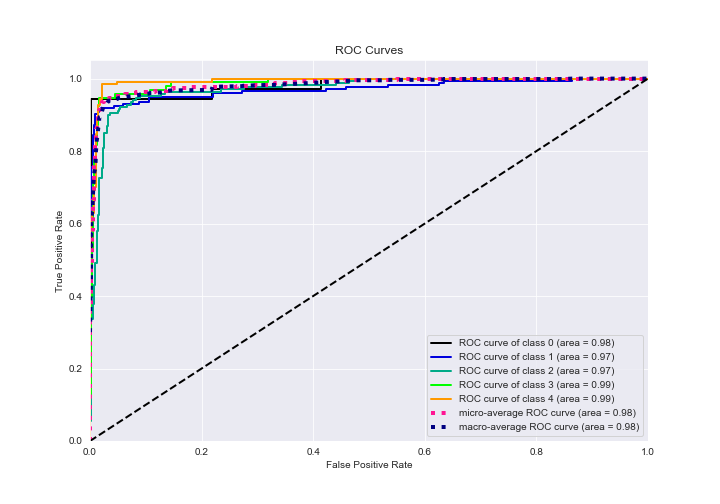 ROC Curves
True Positive Rate
1.0
0.8
0.6
0.4
0.2
0.0
0.0 0.2 0.4 0.6 0.8 1.0
False Positive Rate
ROC curve of class 0 (area = 0.98)
ROC curve of class 1 (area = 0.97)
ROC curve of class 2 (area = 0.97)
ROC curve of class 3 (area = 0.99)
ROC curve of class 4 (area = 0.99)
micro-average ROC curve (area = 0.98)
macro-average ROC curve (area = 0.98)